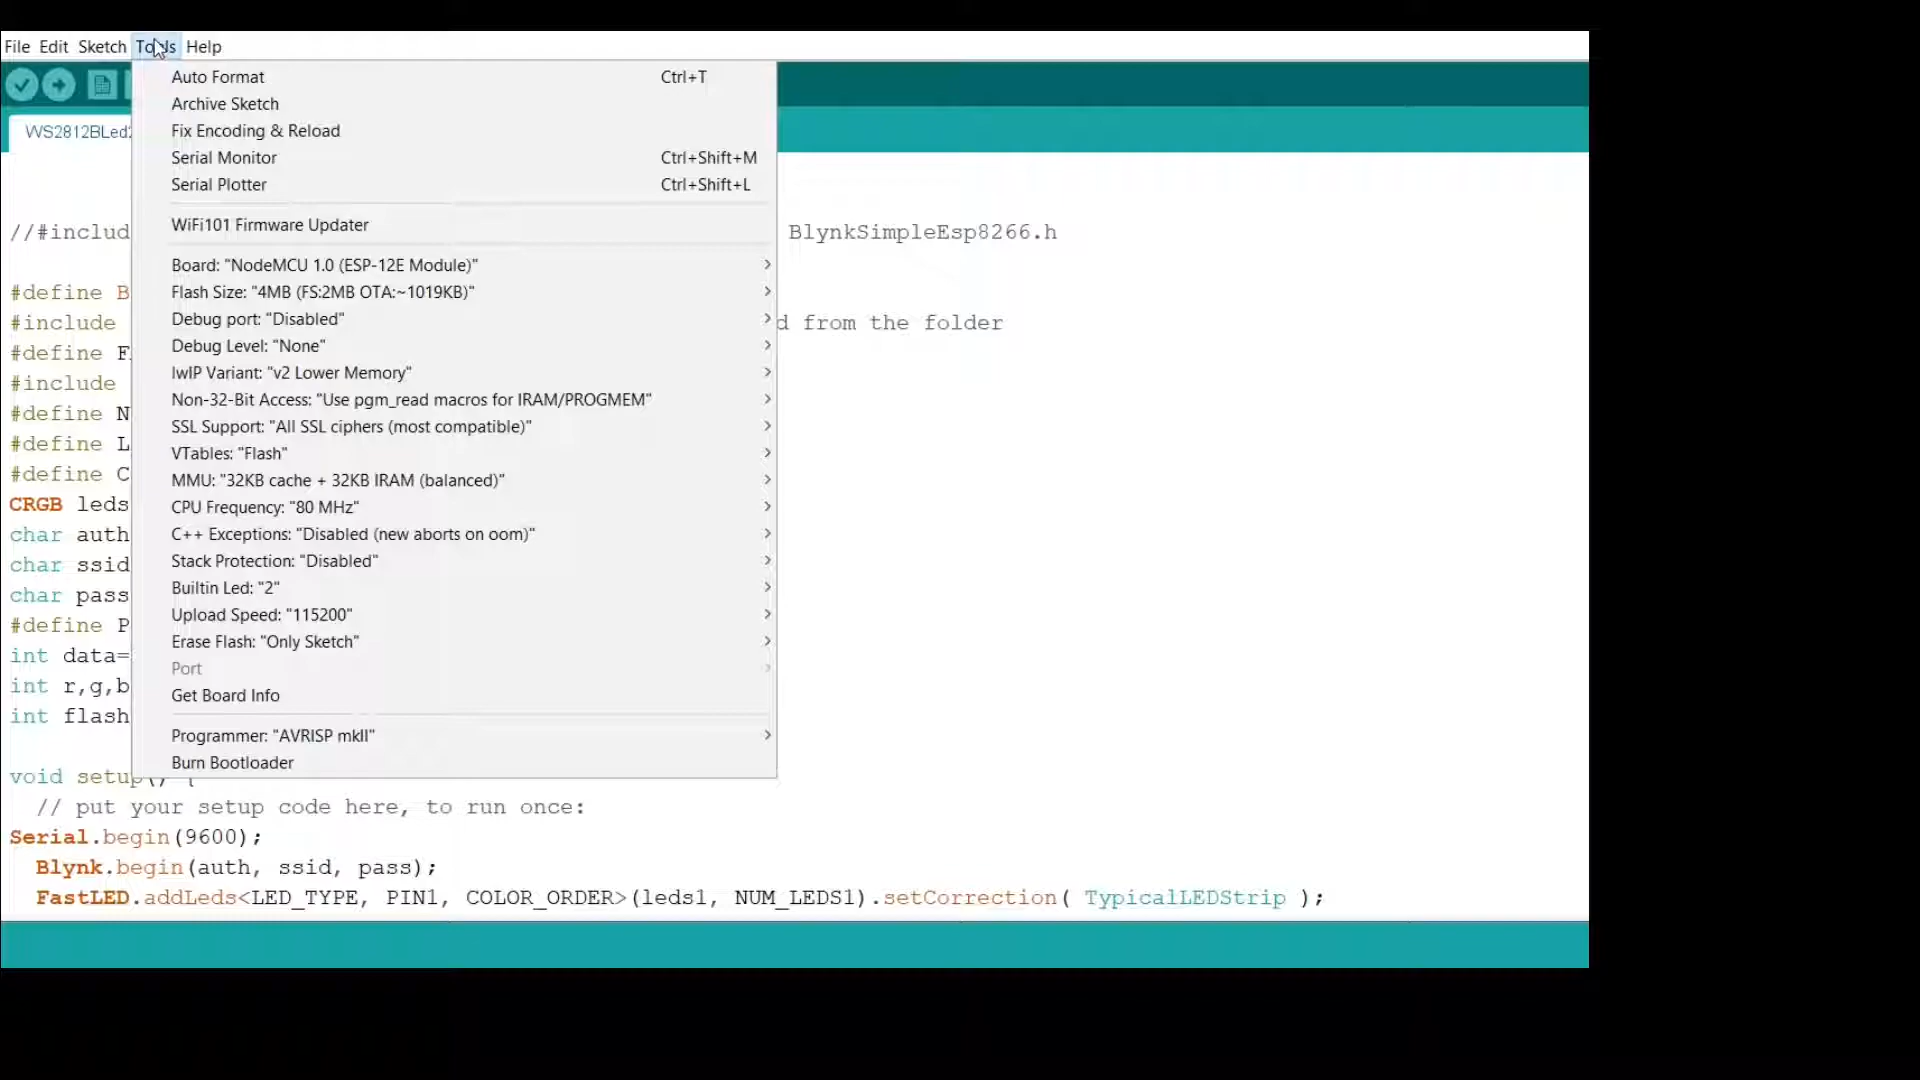 File Edit Sketch Tools Help
Auto Format Ctrl+T
Archive Sketch
WS2812BLed2
Fix Encoding & Reload
Serial Monitor Ctrl+Shift+M
Serial Plotter Ctrl+Shift+L
WiFi101 Firmware Updater
//#includ BlynkSimpleEsp8266.h
Board: "NodeMCU 1.0 (ESP-12E Module)"
#define B
Flash Size: "4MB (FS:2MB OTA:~1019KB)"
#include d from the folder
Debug port: "Disabled"
#define F
Debug Level: "None"
#include
lwIP Variant: "v2 Lower Memory"
#define N
Non-32-Bit Access: "Use pgm_read macros for IRAM/PROGMEM"
#define L
SSL Support: "All SSL ciphers (most compatible)"
#define C
VTables: "Flash"
MMU: "32KB cache + 32KB IRAM (balanced)"
CRGB leds
CPU Frequency: "80 MHz"
char auth
C++ Exceptions: "Disabled (new aborts on oom)"
char ssid
Stack Protection: "Disabled"
char pass
Builtin Led: "2"
#define P
Upload Speed: "115200"
int data=
Erase Flash: "Only Sketch"
int r,g,b
Port
Get Board Info
int flash
Programmer: "AVRISP mkII"
Burn Bootloader
void setup() {
// put your setup code here, to run once:
Serial.begin(9600);
Blynk.begin(auth, ssid, pass);
FastLED.addLeds<LED_TYPE, PIN1, COLOR_ORDER>(leds1, NUM_LEDS1).setCorrection( TypicalLEDStrip );